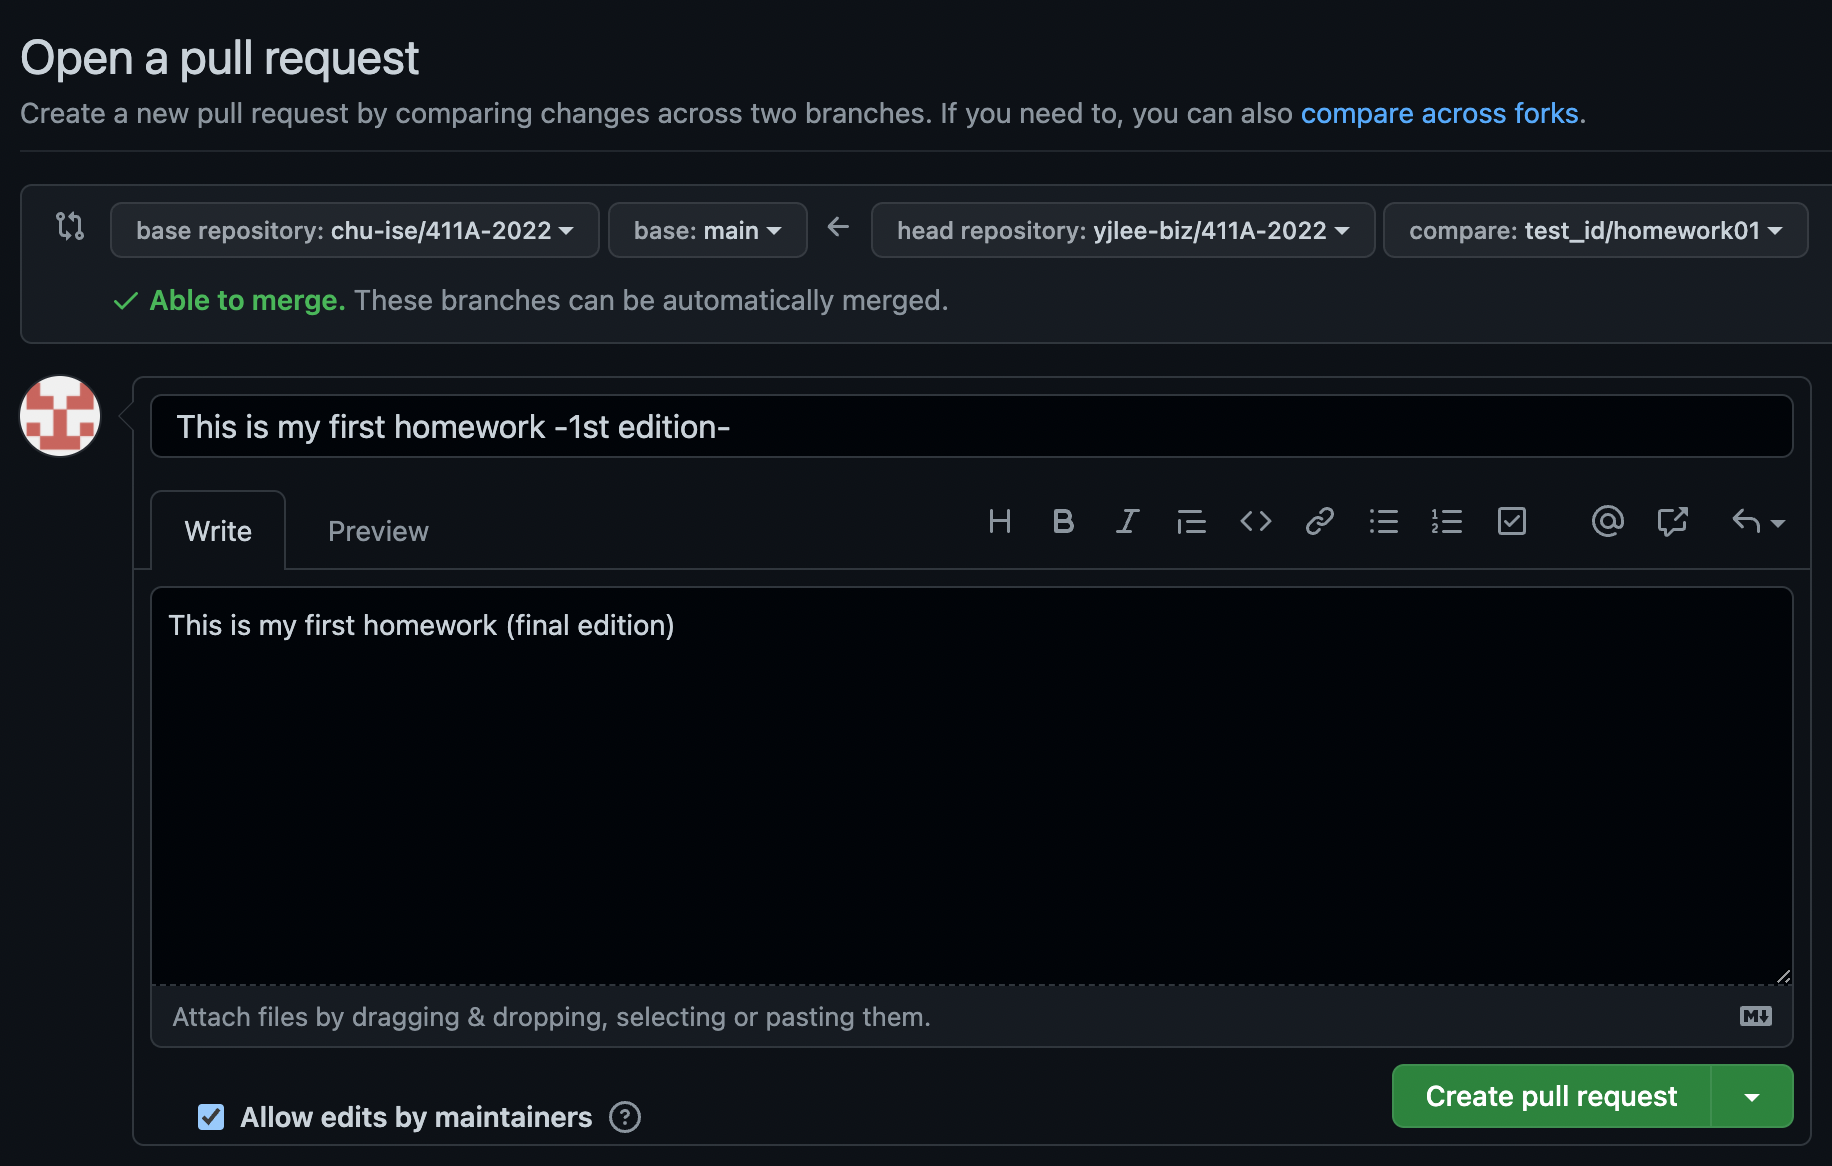 Open a pull request
Create a new pull request by comparing changes across two branches. If you need to, you can also compare across forks.
base repository: chu-ise/411A-2022 base: main head repository: yjlee-biz/411A-2022 compare: test_id/homework01
Able to merge. These branches can be automatically merged.
This is my first homework -1st edition-
Write Preview
This is my first homework (final edition)
Attach files by dragging & dropping, selecting or pasting them.
Allow edits by maintainers
Create pull request